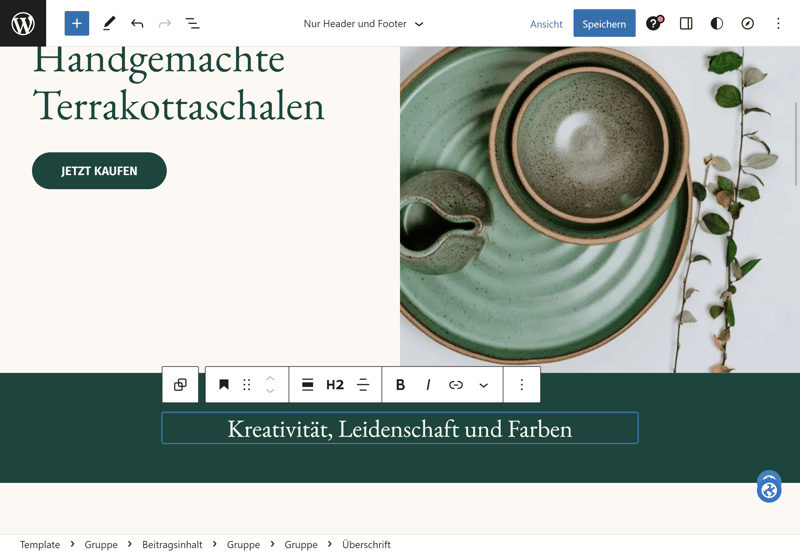 Nur Header und Footer
Ansicht
Speichern
Handgemachte
Terrakottaschalen
JETZT KAUFEN
H2
B
I
Kreativität, Leidenschaft und Farben
Template > Gruppe > Beitragsinhalt > Gruppe > Gruppe > Überschrift